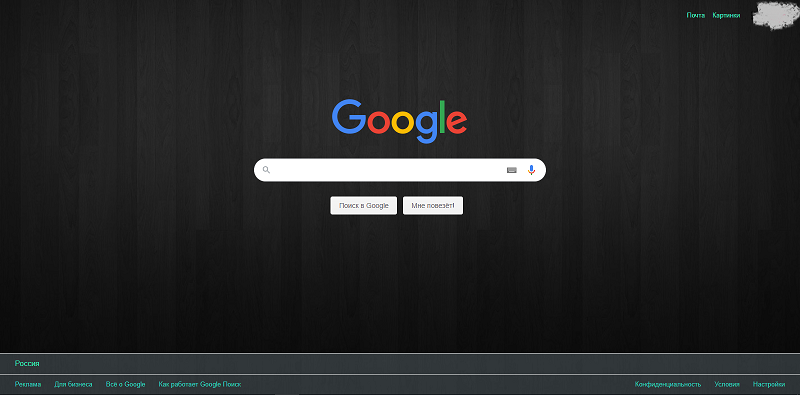 Почта Картинки
Google
Поиск в Google Мне повезёт!
Россия
Реклама Для бизнеса Всё о Google Как работает Google Поиск Конфиденциальность Условия Настройки